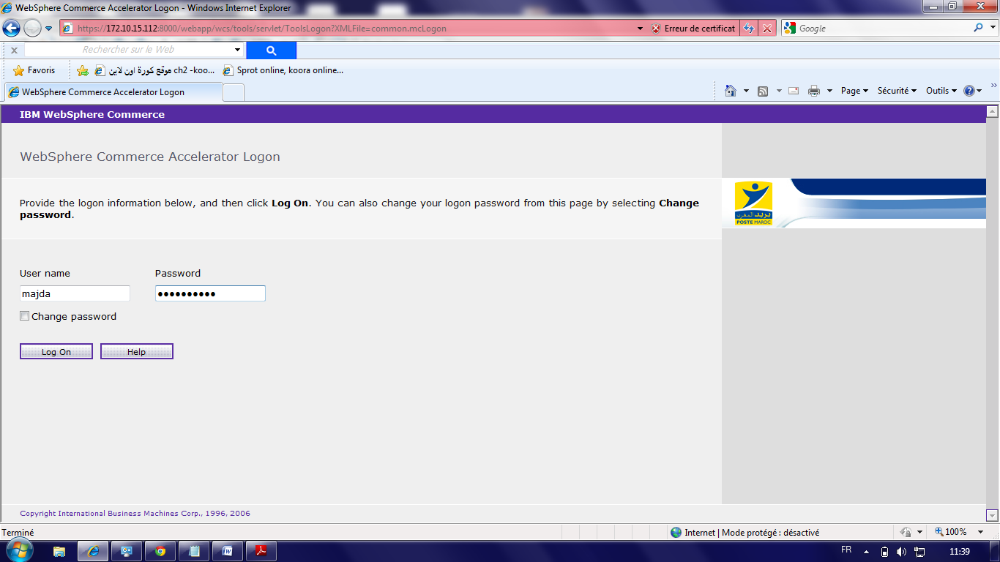 WebSphere Commerce Accelerator Logon - Windows Internet Explorer
https://172.10.15.112:8000/webapp/wcs/tools/servlet/ToolsLogon?XMLFile=common.mcLogon
Erreur de certificat
Google
Rechercher sur le Web
Favoris
موقع كورة اون لاين ch2 -koo...
Sprot online, koora online...
WebSphere Commerce Accelerator Logon
Page
Sécurité
Outils
IBM WebSphere Commerce
WebSphere Commerce Accelerator Logon
Provide the logon information below, and then click Log On. You can also change your logon password from this page by selecting Change
password.
بريد المغرب
POSTE MAROC
User name
Password
majda
••••••••••
Change password
Log On
Help
Copyright International Business Machines Corp., 1996, 2006
Terminé
Internet | Mode protégé : désactivé
100%
FR
11:39